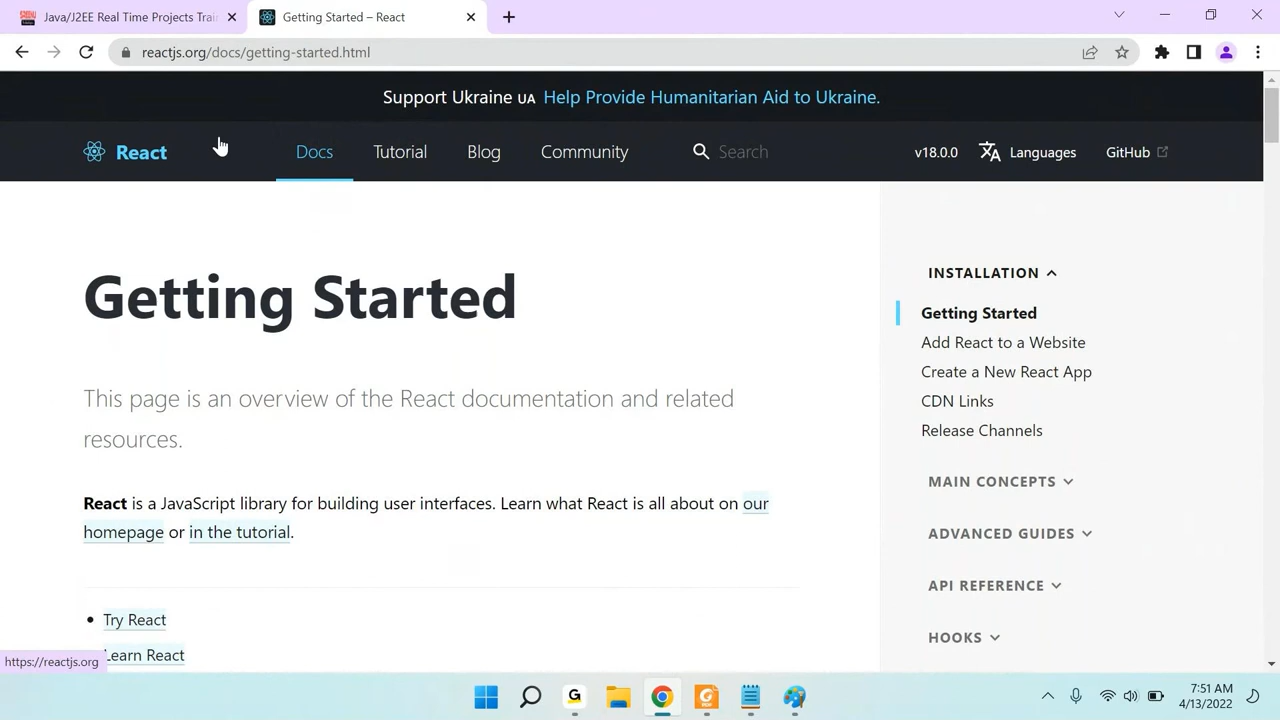 Java/J2EE Real Time Projects Trai
Getting Started – React
reactjs.org/docs/getting-started.html
Support Ukraine UA Help Provide Humanitarian Aid to Ukraine.
React
Docs
Tutorial
Blog
Community
Search
v18.0.0
Languages
GitHub
Getting Started
This page is an overview of the React documentation and related
resources.
React is a JavaScript library for building user interfaces. Learn what React is all about on our
homepage or in the tutorial.
Try React
Learn React
INSTALLATION
Getting Started
Add React to a Website
Create a New React App
CDN Links
Release Channels
MAIN CONCEPTS
ADVANCED GUIDES
API REFERENCE
HOOKS
https://reactjs.org
7:51 AM
4/13/2022